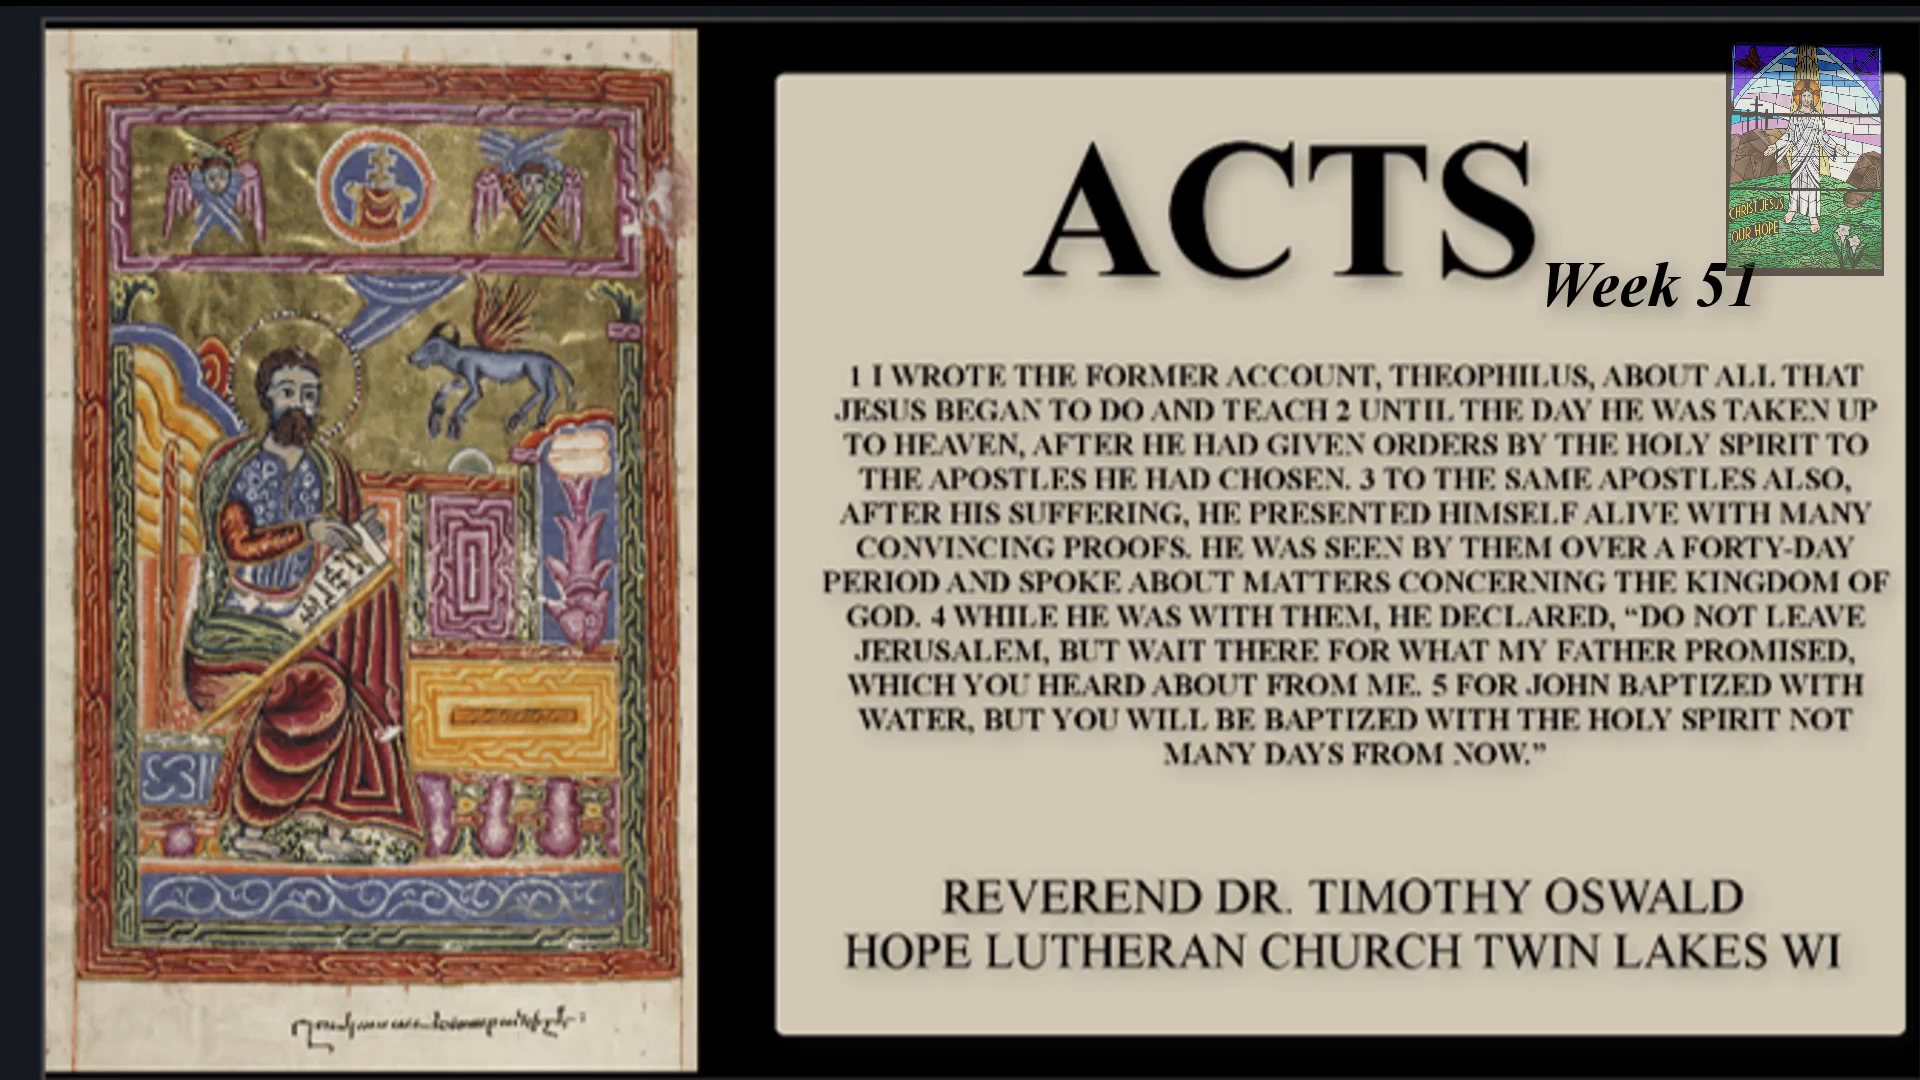 ACTS
Week 51
1 I WROTE THE FORMER ACCOUNT, THEOPHILUS, ABOUT ALL THAT
JESUS BEGAN TO DO AND TEACH 2 UNTIL THE DAY HE WAS TAKEN UP
TO HEAVEN, AFTER HE HAD GIVEN ORDERS BY THE HOLY SPIRIT TO
THE APOSTLES HE HAD CHOSEN. 3 TO THE SAME APOSTLES ALSO,
AFTER HIS SUFFERING, HE PRESENTED HIMSELF ALIVE WITH MANY
CONVINCING PROOFS. HE WAS SEEN BY THEM OVER A FORTY-DAY
PERIOD AND SPOKE ABOUT MATTERS CONCERNING THE KINGDOM OF
GOD. 4 WHILE HE WAS WITH THEM, HE DECLARED, “DO NOT LEAVE
JERUSALEM, BUT WAIT THERE FOR WHAT MY FATHER PROMISED,
WHICH YOU HEARD ABOUT FROM ME. 5 FOR JOHN BAPTIZED WITH
WATER, BUT YOU WILL BE BAPTIZED WITH THE HOLY SPIRIT NOT
MANY DAYS FROM NOW.”
REVEREND DR. TIMOTHY OSWALD
HOPE LUTHERAN CHURCH TWIN LAKES WI
CHRIST JESUS
OUR HOPE